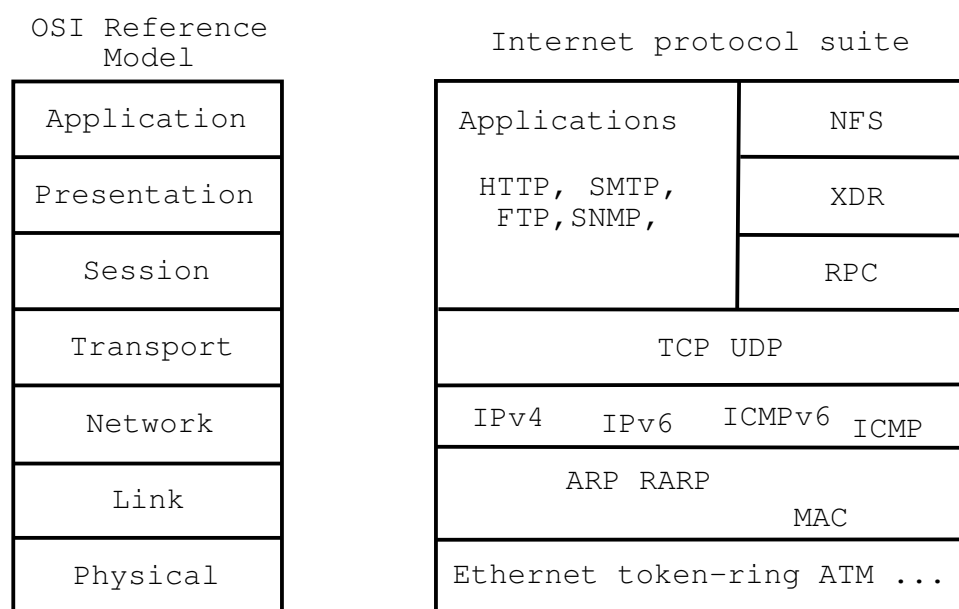 OSI Reference
Model
Internet protocol suite
Application
Presentation
Session
Transport
Network
Link
Physical
Applications
HTTP, SMTP,
FTP,SNMP,
NFS
XDR
RPC
TCP UDP
IPv4 IPv6 ICMPv6 ICMP
ARP RARP
MAC
Ethernet token-ring ATM ...